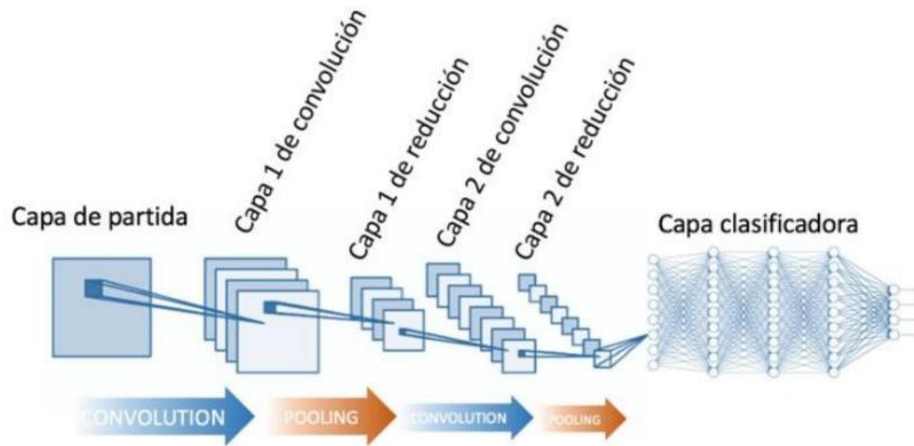 Capa de partida
Capa 1 de convolución
Capa 1 de reducción
Capa 2 de convolución
Capa 2 de reducción
Capa clasificadora
CONVOLUTION
POOLING
CONVOLUTION
POOLING